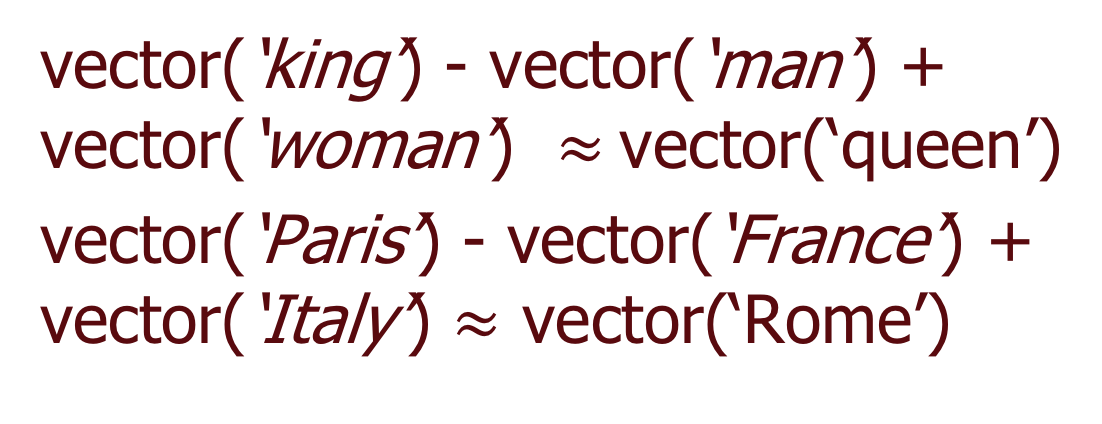 vector(‘king’) - vector(‘man’) +
vector(‘woman’) ≈ vector(‘queen’)
vector(‘Paris’) - vector(‘France’) +
vector(‘Italy’) ≈ vector(‘Rome’)